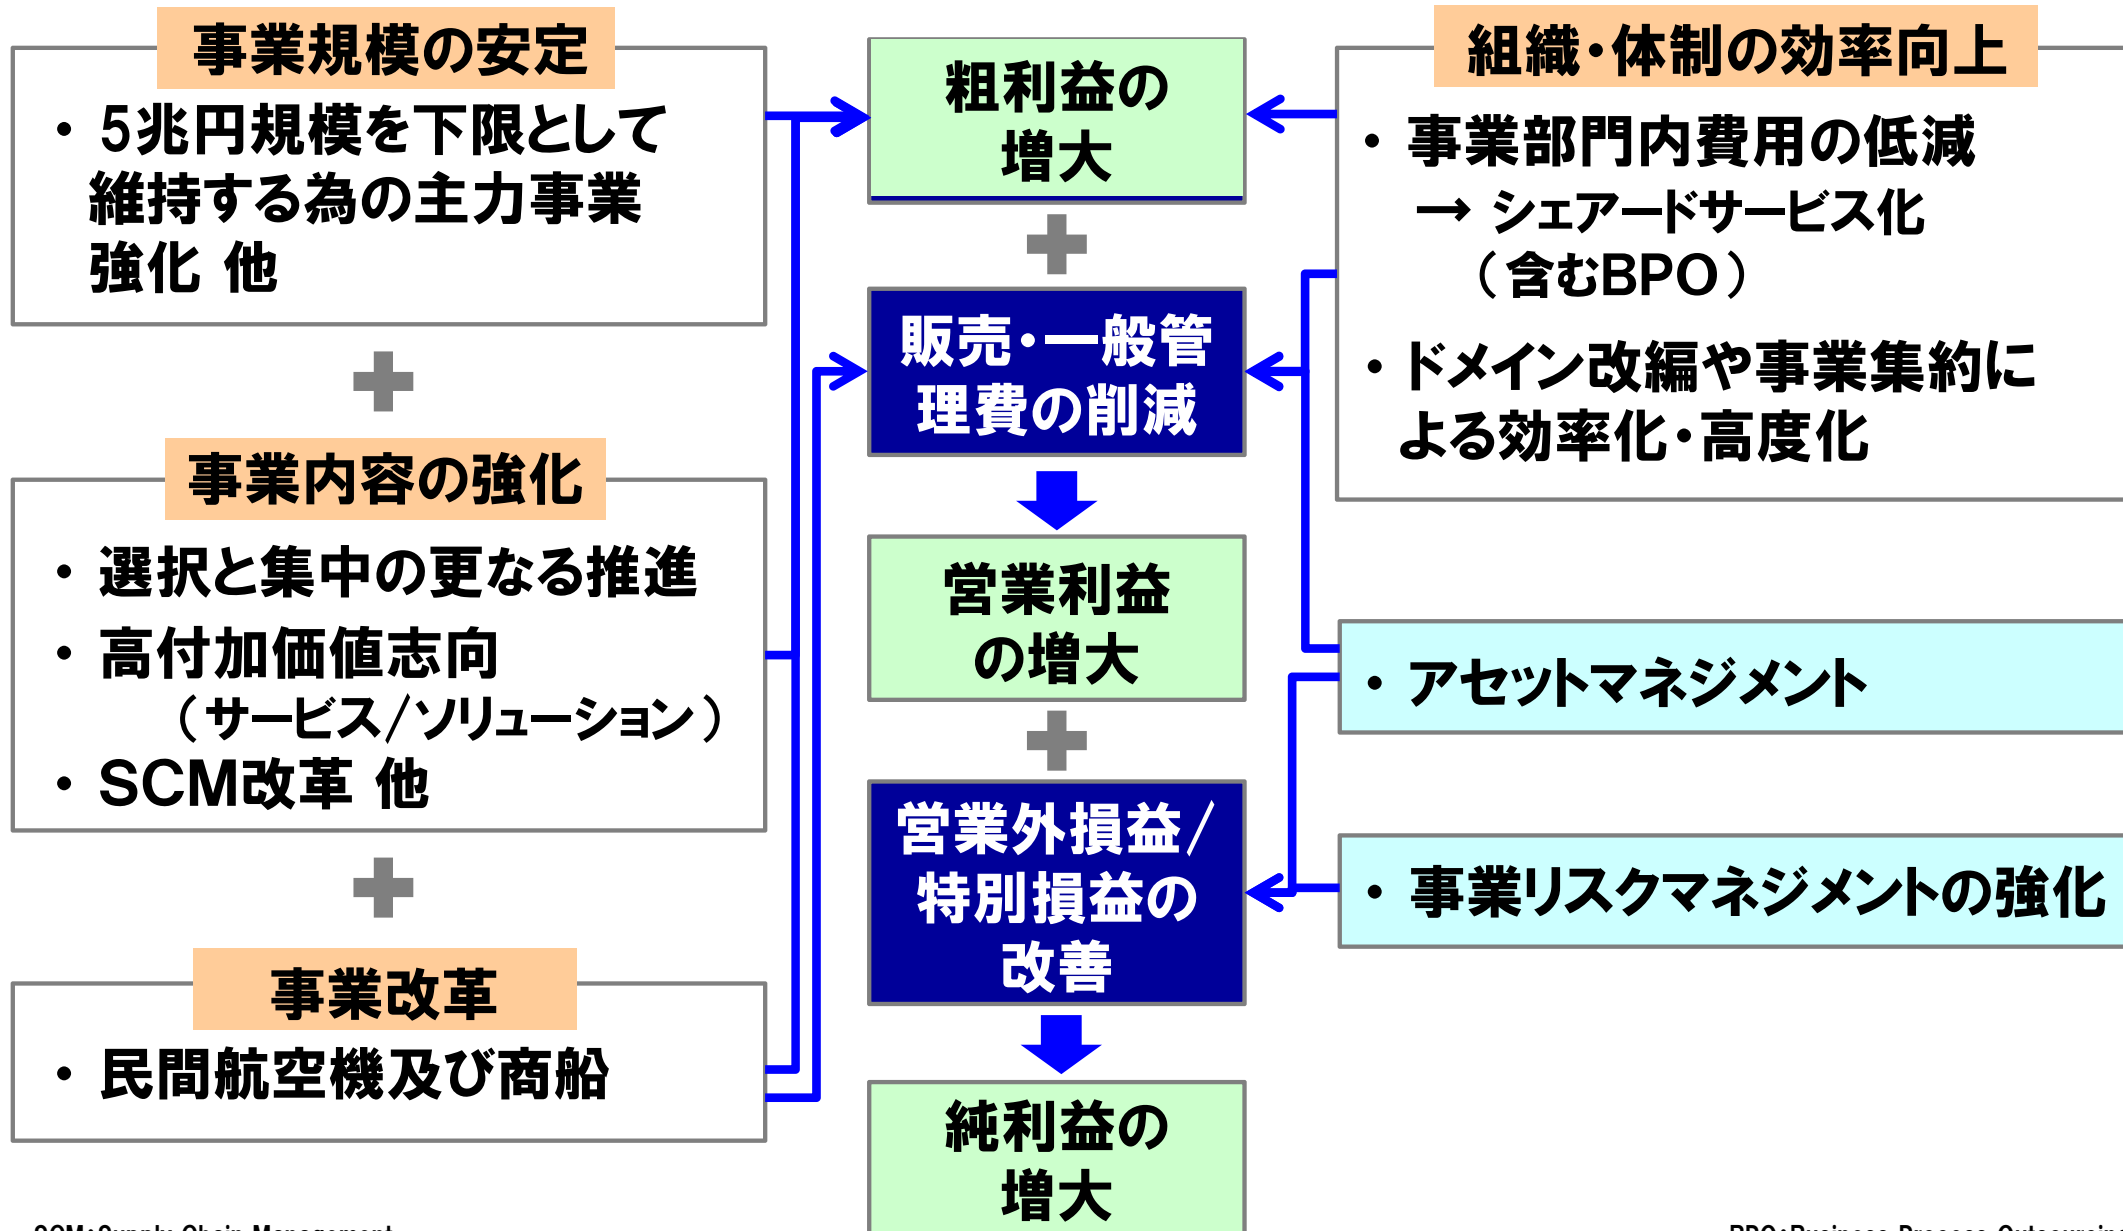 事業規模の安定
・5兆円規模を下限として
維持する為の主力事業
強化 他
事業内容の強化
・選択と集中の更なる推進
・高付加価値志向
（サービス/ソリューション）
・SCM改革 他
事業改革
・民間航空機及び商船
粗利益の
増大
販売・一般管
理費の削減
営業利益
の増大
営業外損益/
特別損益の
改善
純利益の
増大
組織・体制の効率向上
・事業部門内費用の低減
→ シェアードサービス化
（含むBPO）
・ドメイン改編や事業集約に
よる効率化・高度化
・アセットマネジメント
・事業リスクマネジメントの強化
SCM:Supply Chain Management
BPO:Business Process Outsourcing